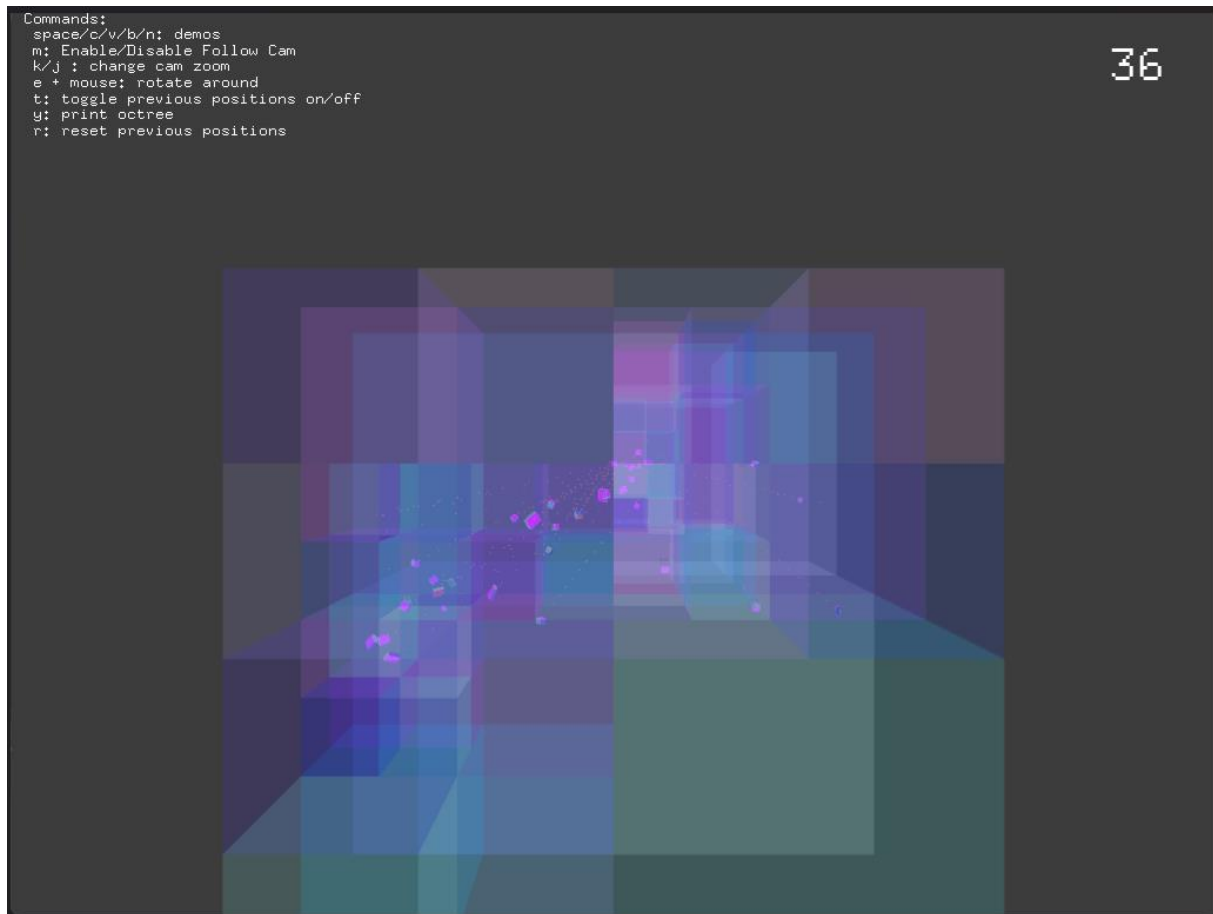 Commands:
space/c/v/b/n: demos
m: Enable/Disable Follow Cam
k/j : change cam zoom
e + mouse: rotate around
t: toggle previous positions on/off
y: print octree
r: reset previous positions
36